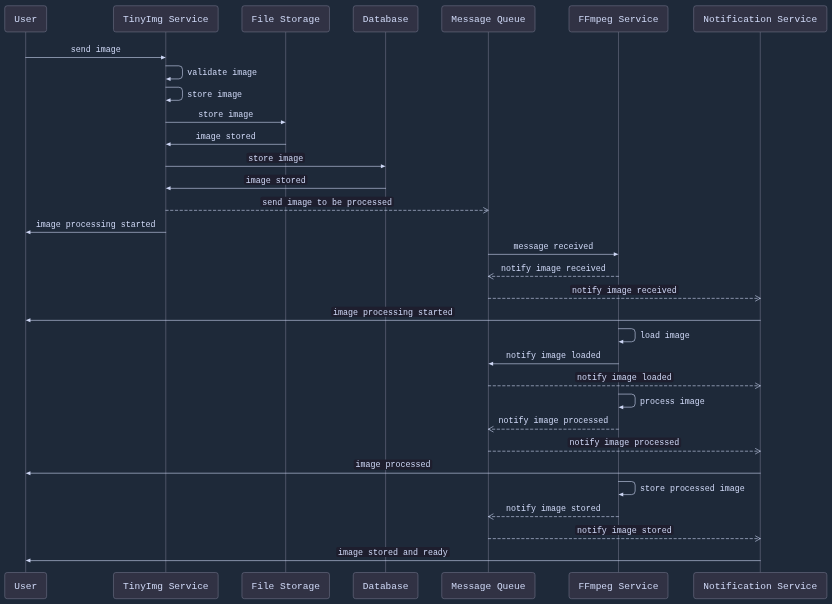 User
TinyImg Service
File Storage
Database
Message Queue
FFmpeg Service
Notification Service
send image
validate image
store image
store image
image stored
store image
image stored
send image to be processed
image processing started
message received
notify image received
notify image received
image processing started
load image
notify image loaded
notify image loaded
process image
notify image processed
notify image processed
image processed
store processed image
notify image stored
notify image stored
image stored and ready
User
TinyImg Service
File Storage
Database
Message Queue
FFmpeg Service
Notification Service